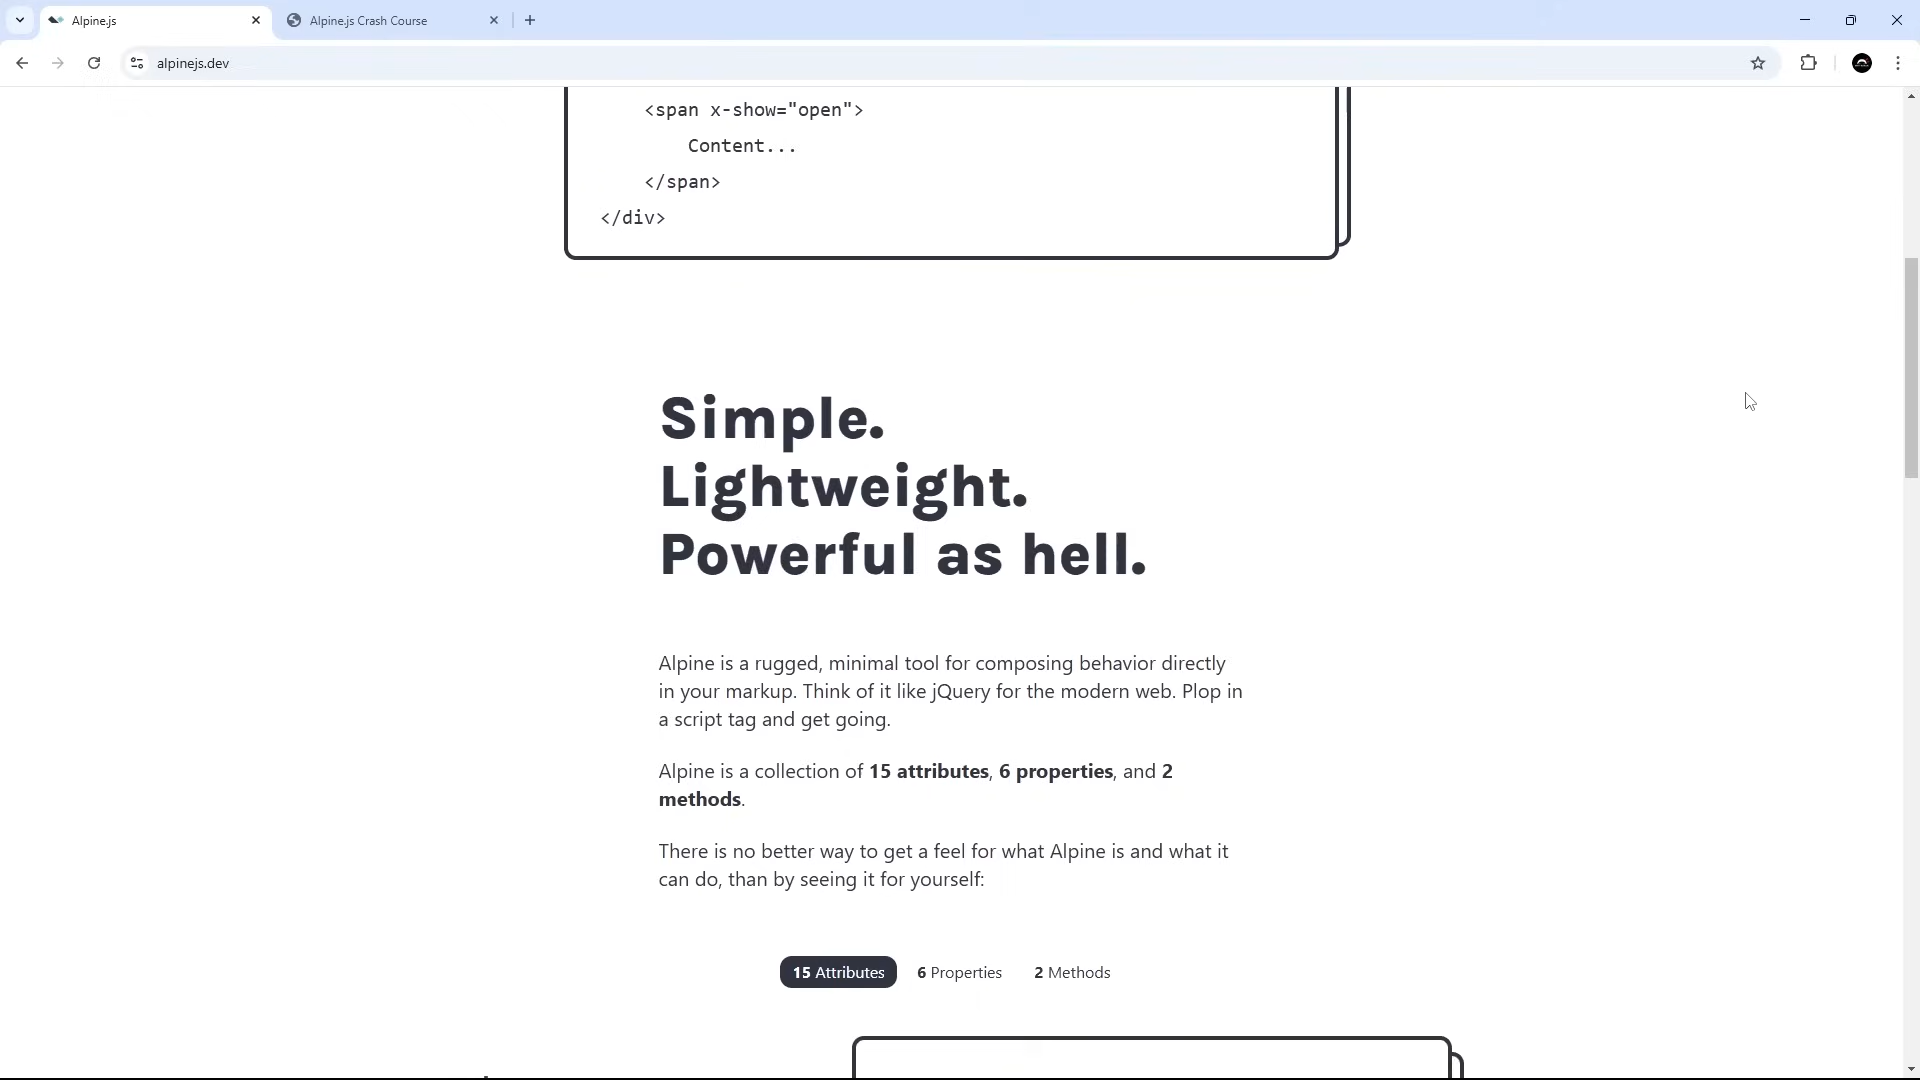 Alpine.js
Alpine.js Crash Course
alpinejs.dev
<span x-show="open">
Content...
</span>
</div>
Simple.
Lightweight.
Powerful as hell.
Alpine is a rugged, minimal tool for composing behavior directly
in your markup. Think of it like jQuery for the modern web. Plop in
a script tag and get going.
Alpine is a collection of 15 attributes, 6 properties, and 2
methods.
There is no better way to get a feel for what Alpine is and what it
can do, than by seeing it for yourself:
15 Attributes 6 Properties 2 Methods